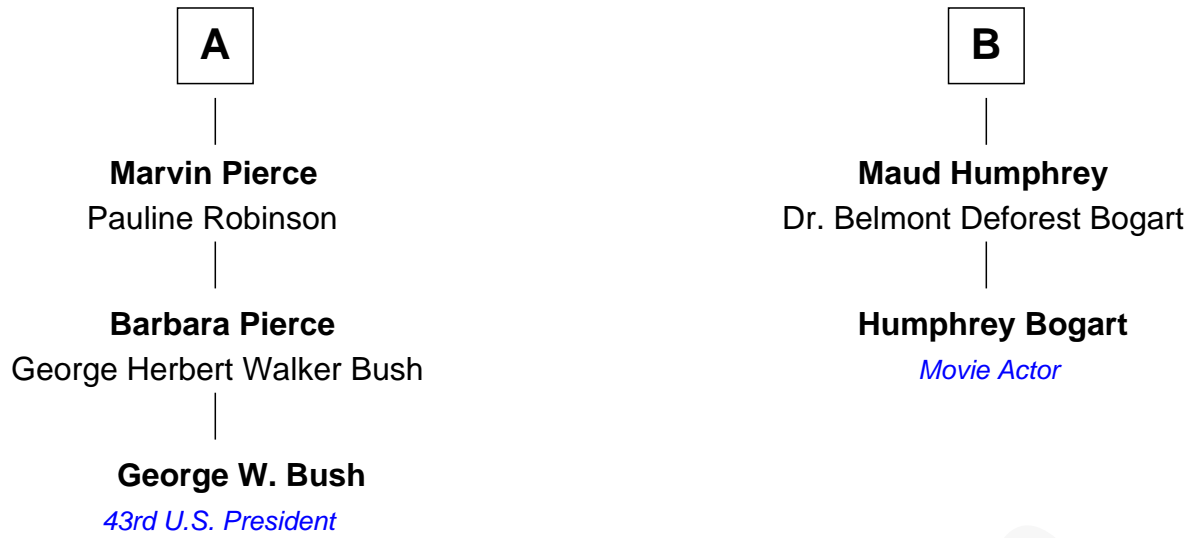 A
Marvin Pierce
Pauline Robinson
Barbara Pierce
George Herbert Walker Bush
George W. Bush
43rd U.S. President
B
Maud Humphrey
Dr. Belmont Deforest Bogart
Humphrey Bogart
Movie Actor